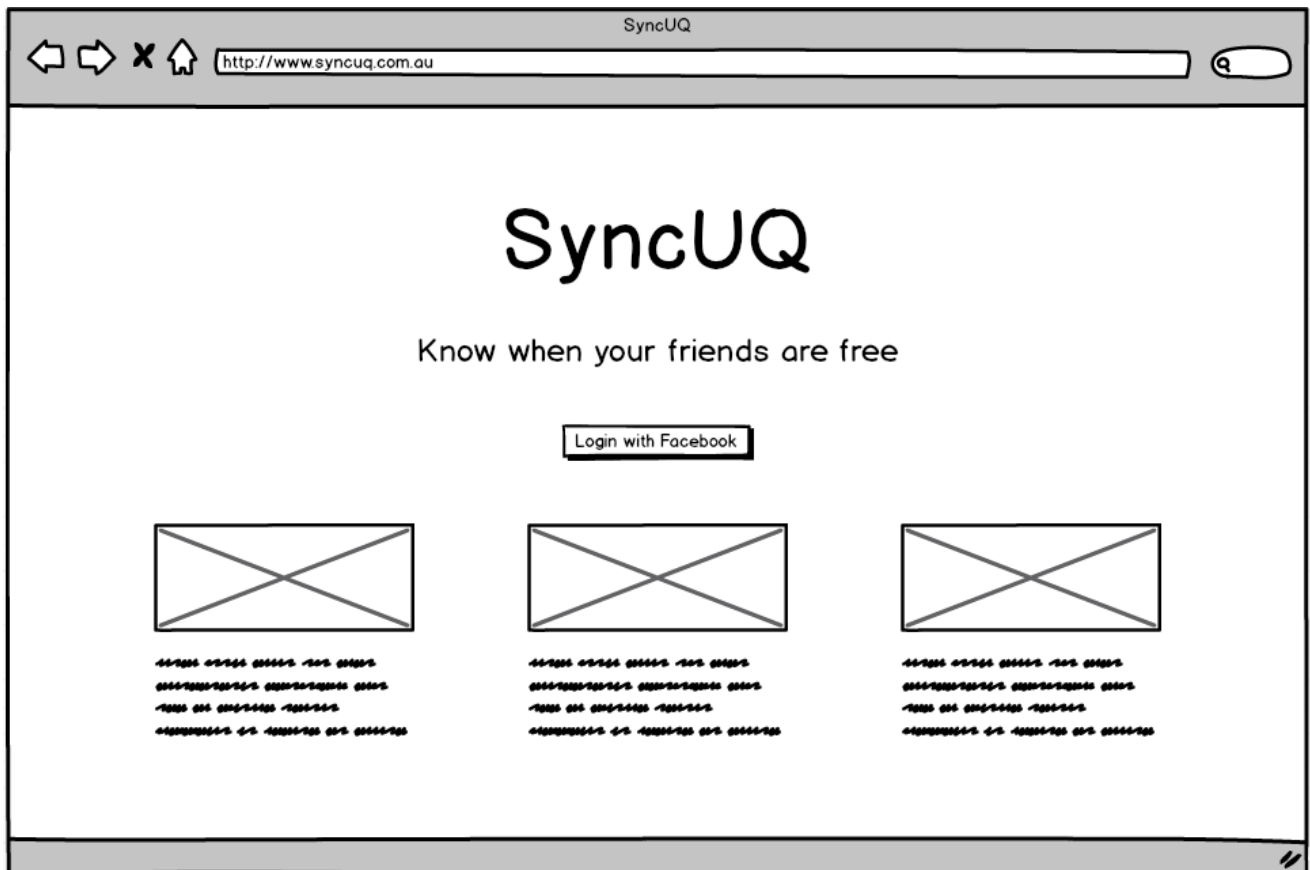 SyncUQ
http://www.syncuq.com.au
SyncUQ
Know when your friends are free
Login with Facebook